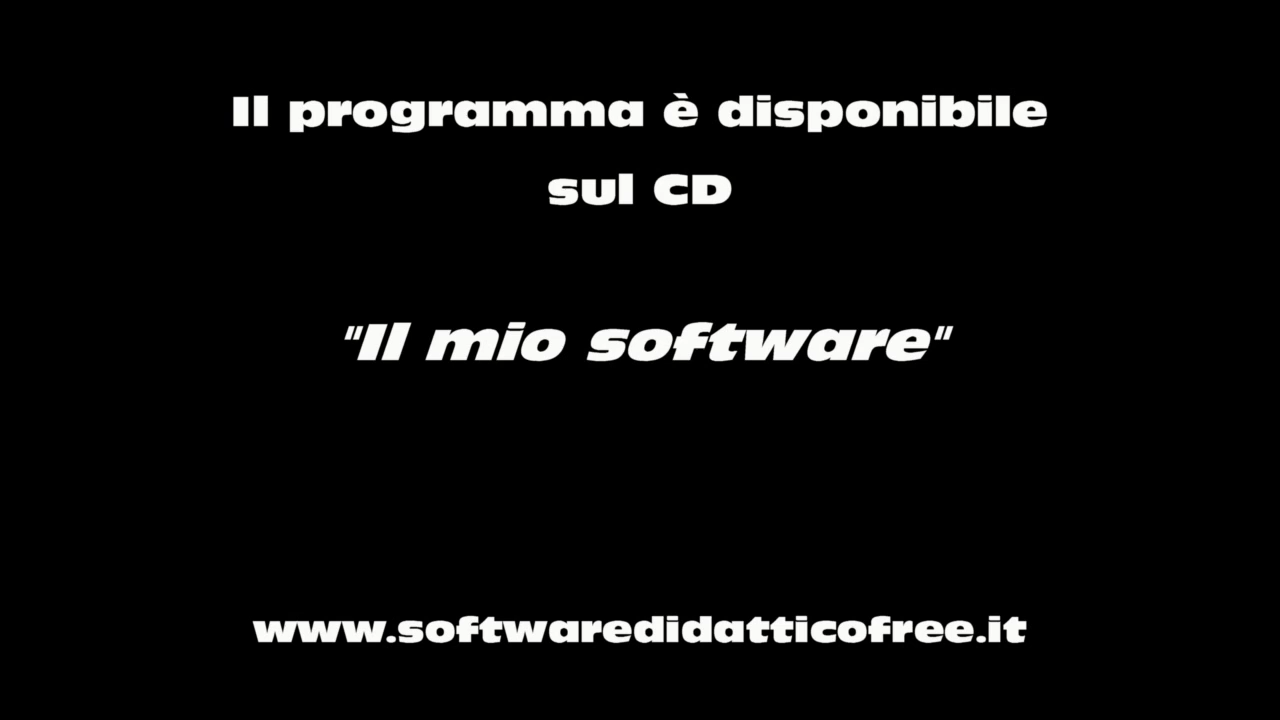 Il programma è disponibile
sul CD
"Il mio software"
www.softwaredidatticofree.it